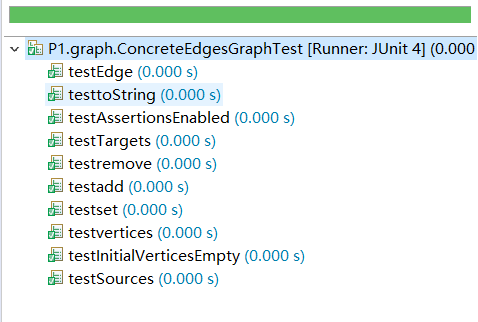 P1.graph.ConcreteEdgesGraphTest [Runner: JUnit 4] (0.000
testEdge (0.000 s)
testtoString (0.000 s)
testAssertionsEnabled (0.000 s)
testTargets (0.000 s)
testremove (0.000 s)
testadd (0.000 s)
testset (0.000 s)
testvertices (0.000 s)
testInitialVerticesEmpty (0.000 s)
testSources (0.000 s)